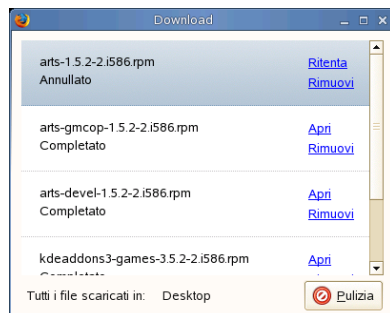 Download
arts-1.5.2-2.i586.rpm
Ritenta
Annullato
Rimuovi
arts-gmcop-1.5.2-2.i586.rpm
Apri
Completato
Rimuovi
arts-devel-1.5.2-2.i586.rpm
Apri
Completato
Rimuovi
kdeaddons3-games-3.5.2-2.i586.rpm
Apri
Completato
Tutti i file scaricati in: Desktop
Pulizia